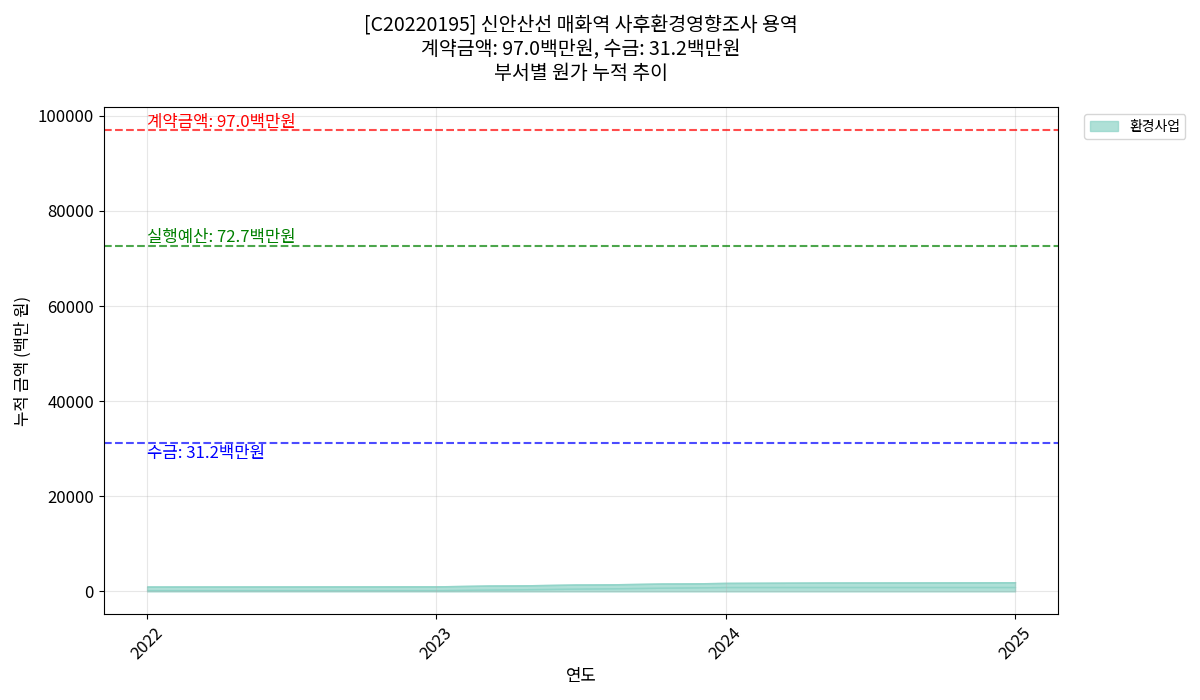 [C20220195] 신안산선 매화역 사후환경영향조사 용역
계약금액: 97.0백만원, 수금: 31.2백만원
부서별 원가 누적 추이
누적 금액 (백만 원)
100000
80000
60000
40000
20000
0
계약금액: 97.0백만원
실행예산: 72.7백만원
수금: 31.2백만원
환경사업
2022
2023
2024
2025
연도